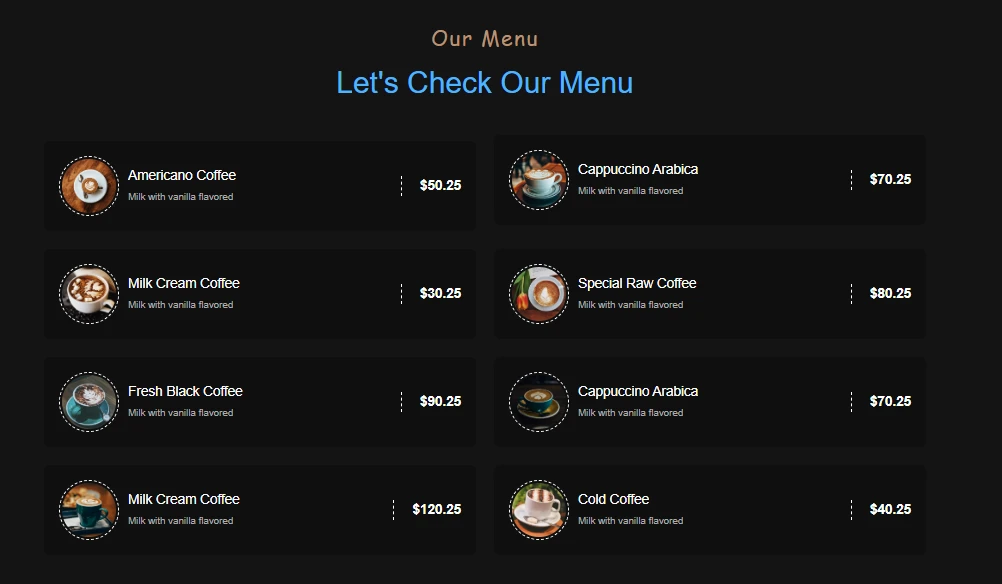 Our Menu
Let's Check Our Menu
Americano Coffee
Milk with vanilla flavored
$50.25
Cappuccino Arabica
Milk with vanilla flavored
$70.25
Milk Cream Coffee
Milk with vanilla flavored
$30.25
Special Raw Coffee
Milk with vanilla flavored
$80.25
Fresh Black Coffee
Milk with vanilla flavored
$90.25
Cappuccino Arabica
Milk with vanilla flavored
$70.25
Milk Cream Coffee
Milk with vanilla flavored
$120.25
Cold Coffee
Milk with vanilla flavored
$40.25